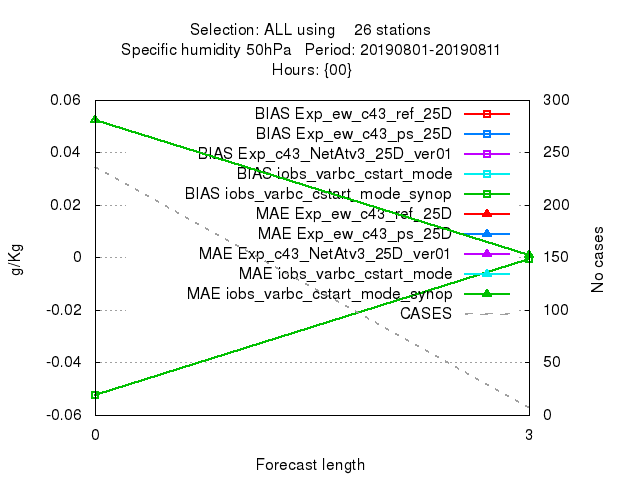 Selection: ALL using    26 stations
Specific humidity 50hPa   Period: 20190801-20190811
Hours: {00}
0.06
0.04
0.02
0
-0.02
-0.04
-0.06
g/Kg
BIAS Exp_ew_c43_ref_25D
BIAS Exp_ew_c43_ps_25D
BIAS Exp_c43_NetAtv3_25D_ver01
BIAS iobs_varbc_cstart_mode
BIAS iobs_varbc_cstart_mode_synop
MAE Exp_ew_c43_ref_25D
MAE Exp_ew_c43_ps_25D
MAE Exp_c43_NetAtv3_25D_ver01
MAE iobs_varbc_cstart_mode
MAE iobs_varbc_cstart_mode_synop
CASES
300
250
200
150
100
50
0
No cases
0
3
Forecast length